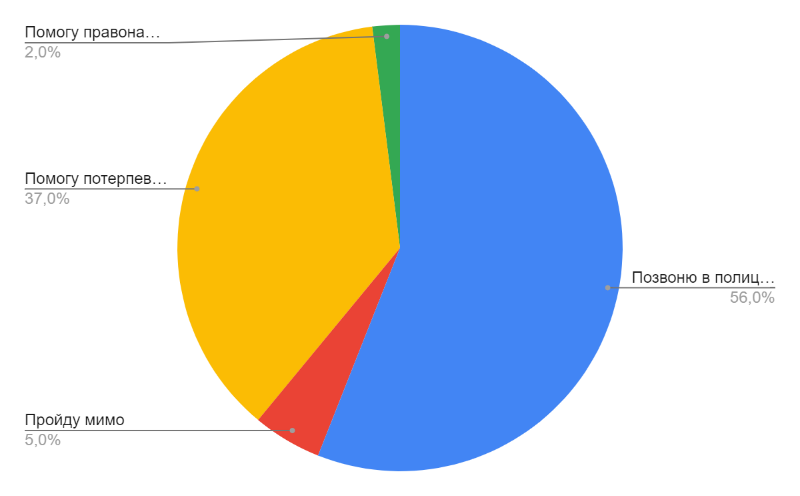 Помогу правона…
2,0%
Помогу потерпев…
37,0%
Позвоню в полиц…
56,0%
Пройду мимо
5,0%